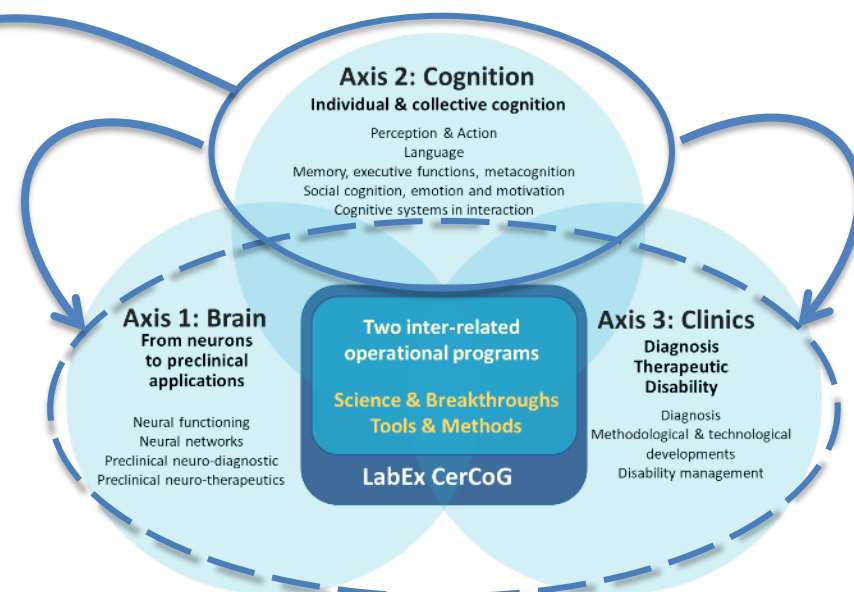 Axis 2: Cognition
Individual & collective cognition
Perception & Action
Language
Memory, executive functions, metacognition
Social cognition, emotion and motivation
Cognitive systems in interaction
Axis 1: Brain
From neurons
to preclinical
applications
Neural functioning
Neural networks
Preclinical neuro-diagnostic
Preclinical neuro-therapeutics
Two inter-related
operational programs
Science & Breakthroughs
Tools & Methods
LabEx CerCoG
Axis 3: Clinics
Diagnosis
Therapeutic
Disability
Diagnosis
Methodological & technological
developments
Disability management